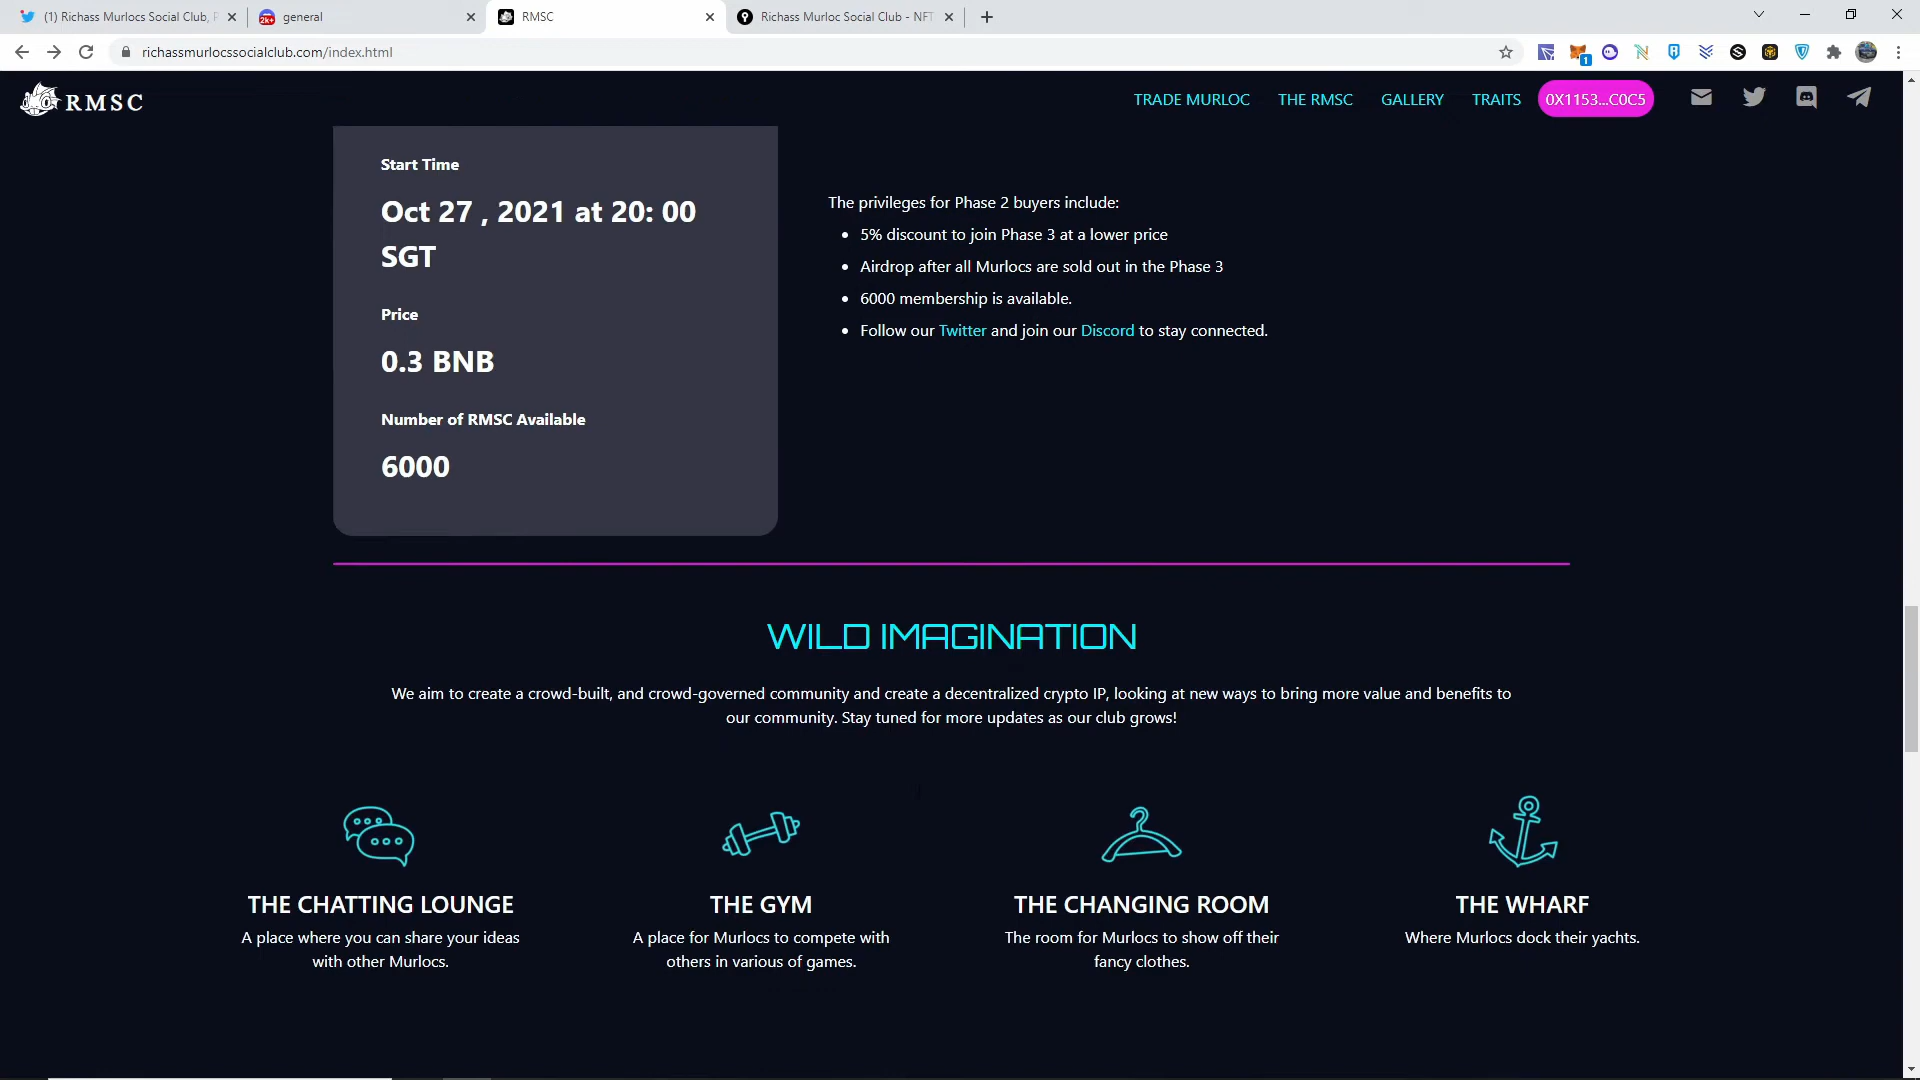 (1) Richass Murlocs Social Club, F
general
RMSC
Richass Murloc Social Club - NFT
richassmurlocssocialclub.com/index.html
1
RMSC
TRADE MURLOC
THE RMSC
GALLERY
TRAITS
0X1153...C0C5
Start Time
Oct 27 , 2021 at 20: 00
SGT
Price
0.3 BNB
Number of RMSC Available
6000
The privileges for Phase 2 buyers include:
5% discount to join Phase 3 at a lower price
Airdrop after all Murlocs are sold out in the Phase 3
6000 membership is available.
Follow our Twitter and join our Discord to stay connected.
WILD IMAGINATION
We aim to create a crowd-built, and crowd-governed community and create a decentralized crypto IP, looking at new ways to bring more value and benefits to
our community. Stay tuned for more updates as our club grows!
THE CHATTING LOUNGE
A place where you can share your ideas
with other Murlocs.
THE GYM
A place for Murlocs to compete with
others in various of games.
THE CHANGING ROOM
The room for Murlocs to show off their
fancy clothes.
THE WHARF
Where Murlocs dock their yachts.